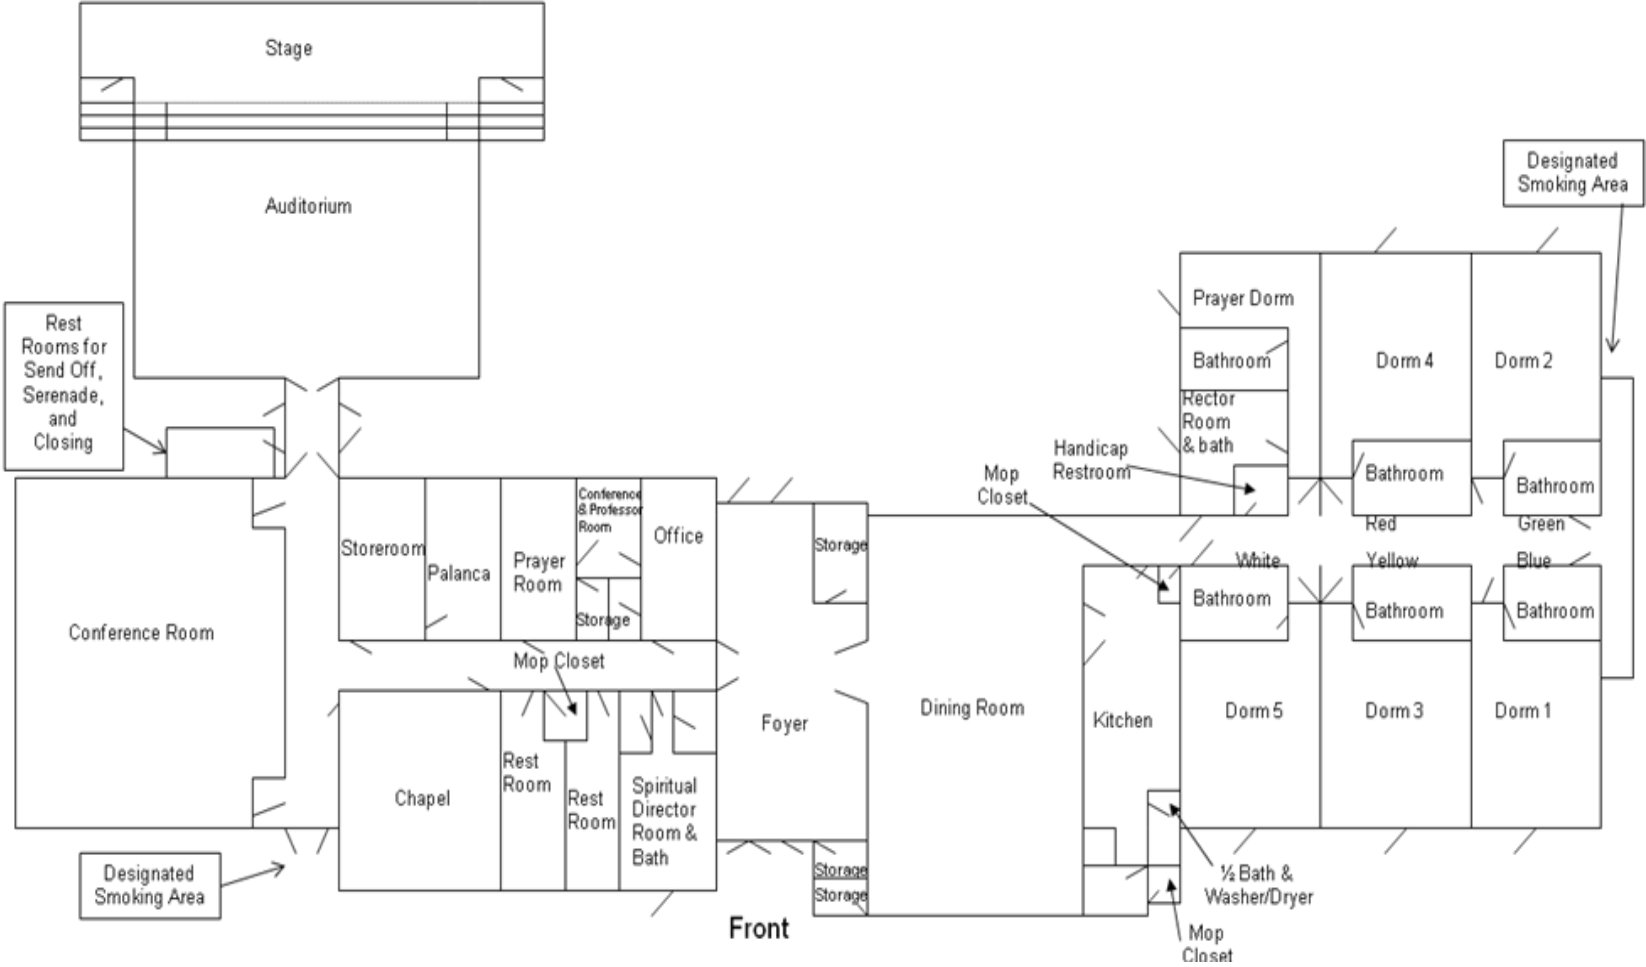 Stage
Designated
Smoking Area
Auditorium
Prayer Dorm
Rest
Rooms for
Send Off,
Serenade,
and
Closing
Bathroom
Dorm 4
Dorm 2
Rector
Room
& bath
Handicap
Restroom
Mop
Closet
Bathroom
Bathroom
Conference
& Professor
Room
Office
Storeroom
Palanca
Prayer
Room
Storage
Storage
Red
Green
White
Yellow
Blue
Bathroom
Bathroom
Bathroom
Conference Room
Mop Closet
Foyer
Dining Room
Kitchen
Dorm 5
Dorm 3
Dorm 1
Chapel
Rest
Room
Rest
Room
Spiritual
Director
Room &
Bath
Storage
Storage
Designated
Smoking Area
½ Bath &
Washer/Dryer
Front
Mop
Closet